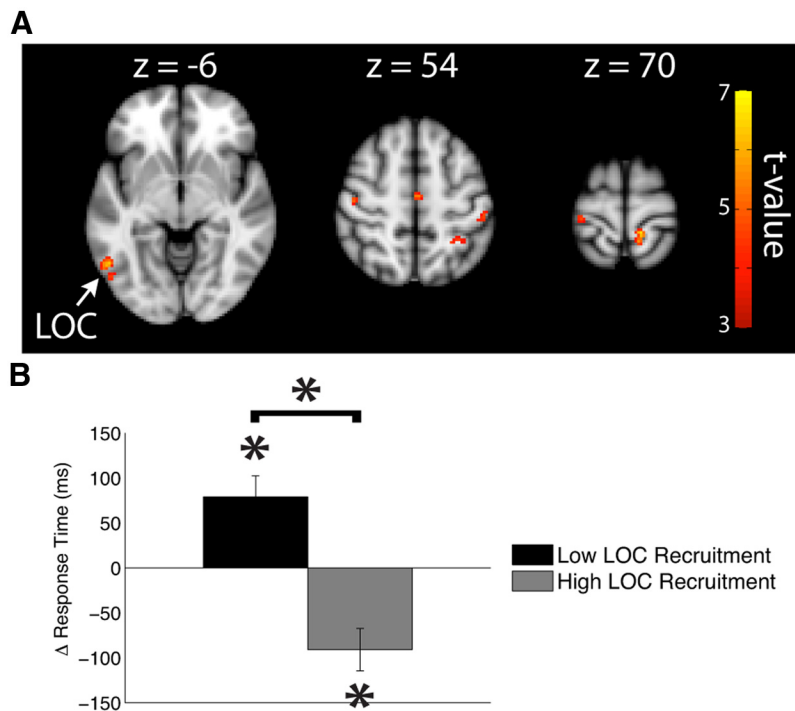 A
z = -6
z = 54
z = 70
7
5
3
t-value
LOC
B
*
*
150
100
50
0
−50
−100
−150
Δ Response Time (ms)
*
Low LOC Recruitment
High LOC Recruitment